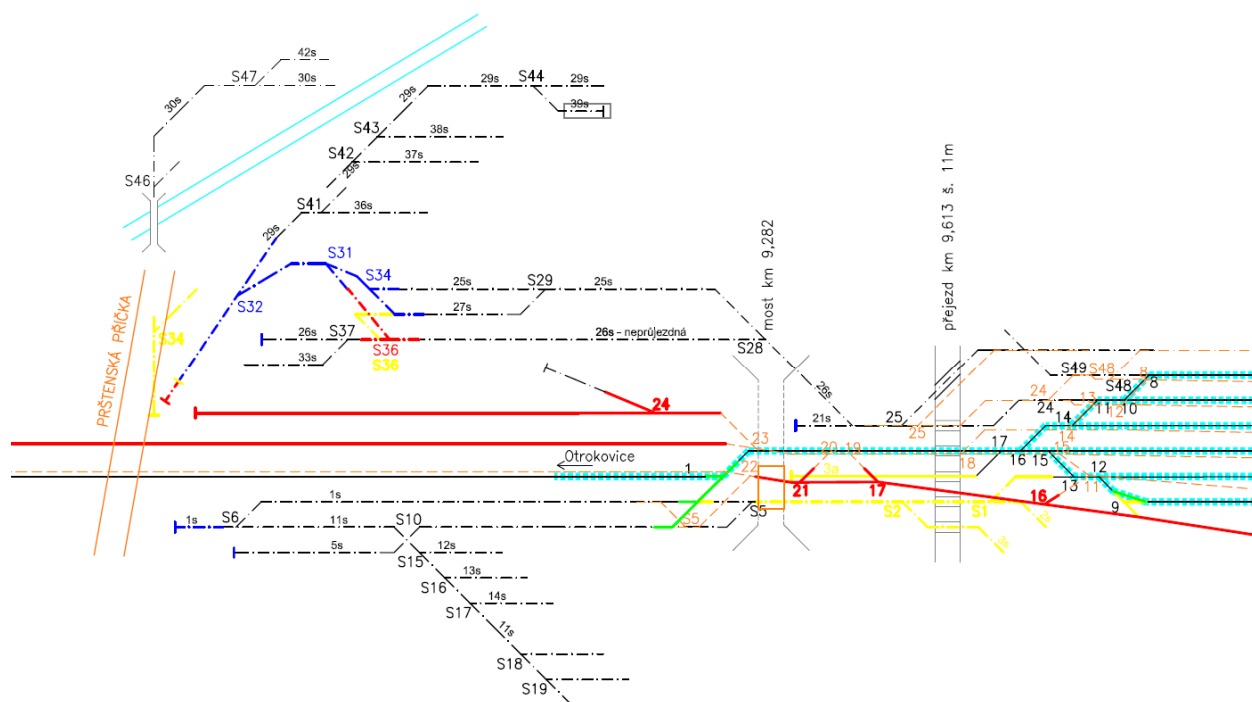 42s
S47
30s
30s
S46
29s
S44
29s
39s
29s
S43
38s
S42
37s
29s
S41
36s
29s
S31
S34
S32
25s
S29
25s
27s
S34
26s
S37
26s - neprůjezdná
33s
S36
S36
S28
most km 9,282
přejezd km 9,613 š. 11m
PRŠTENSKÁ PŘÍČKA
26s
S49
S48
8
S48
8
24
13
12
24
11
10
24
21s
25
25
14
14
23
20
19
18
17
16
15
15
Otrokovice
1
22
3a
21
17
12
13
11
16
9
1s
S5
S5
S2
S1
2s
3s
1s
S6
11s
S10
5s
S15
12s
S16
13s
S17
14s
11s
S18
S19